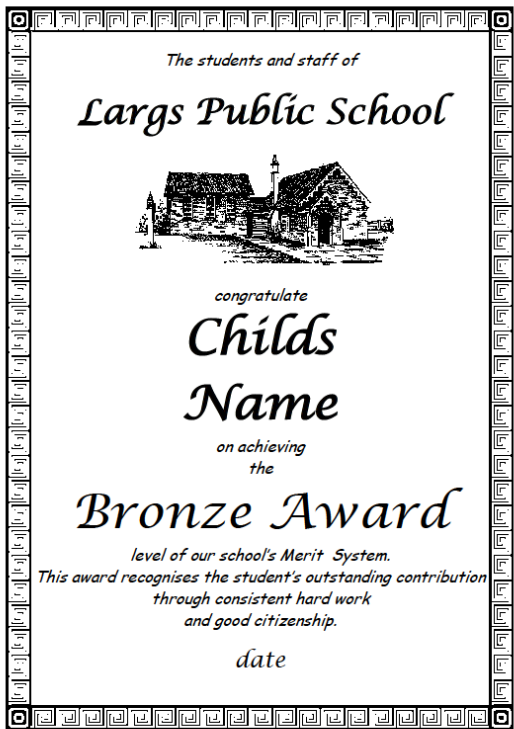 The students and staff of
Largs Public School
congratulate
Childs
Name
on achieving
the
Bronze Award
level of our school's Merit System.
This award recognises the student's outstanding contribution
through consistent hard work
and good citizenship.
date